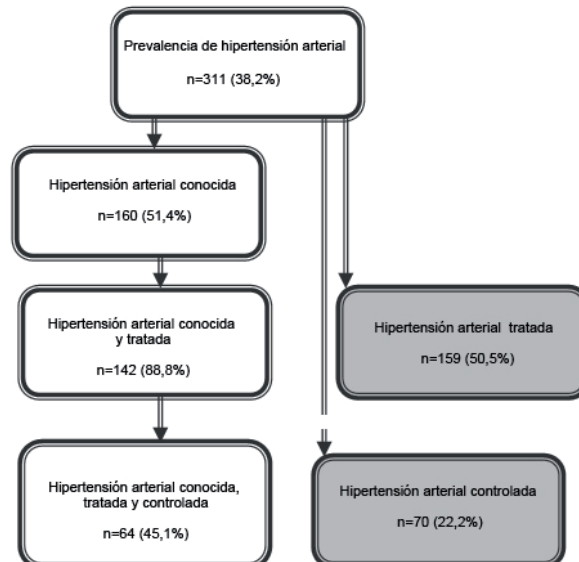 Prevalencia de hipertensión arterial
n=311 (38,2%)
Hipertensión arterial conocida
n=160 (51,4%)
Hipertensión arterial conocida
y tratada
n=142 (88,8%)
Hipertensión arterial tratada
n=159 (50,5%)
Hipertensión arterial conocida,
tratada y controlada
n=64 (45,1%)
Hipertensión arterial controlada
n=70 (22,2%)